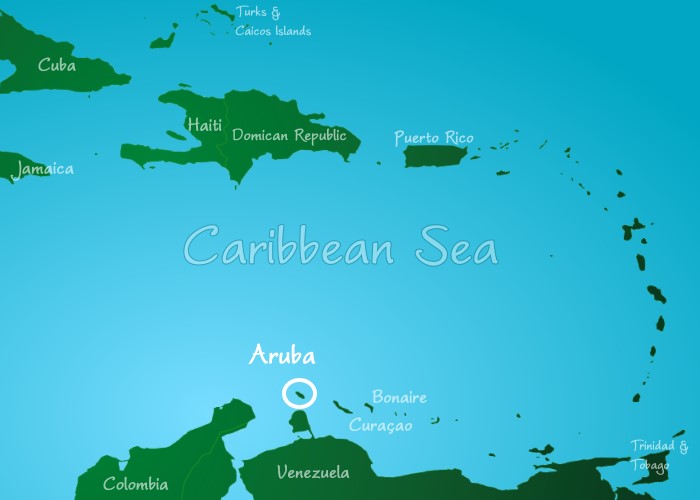 Turks &
Caicos Islands
Cuba
Haiti
Domican Republic
Puerto Rico
Jamaica
Caribbean Sea
Aruba
Bonaire
Curaçao
Trinidad &
Tobago
Venezuela
Colombia